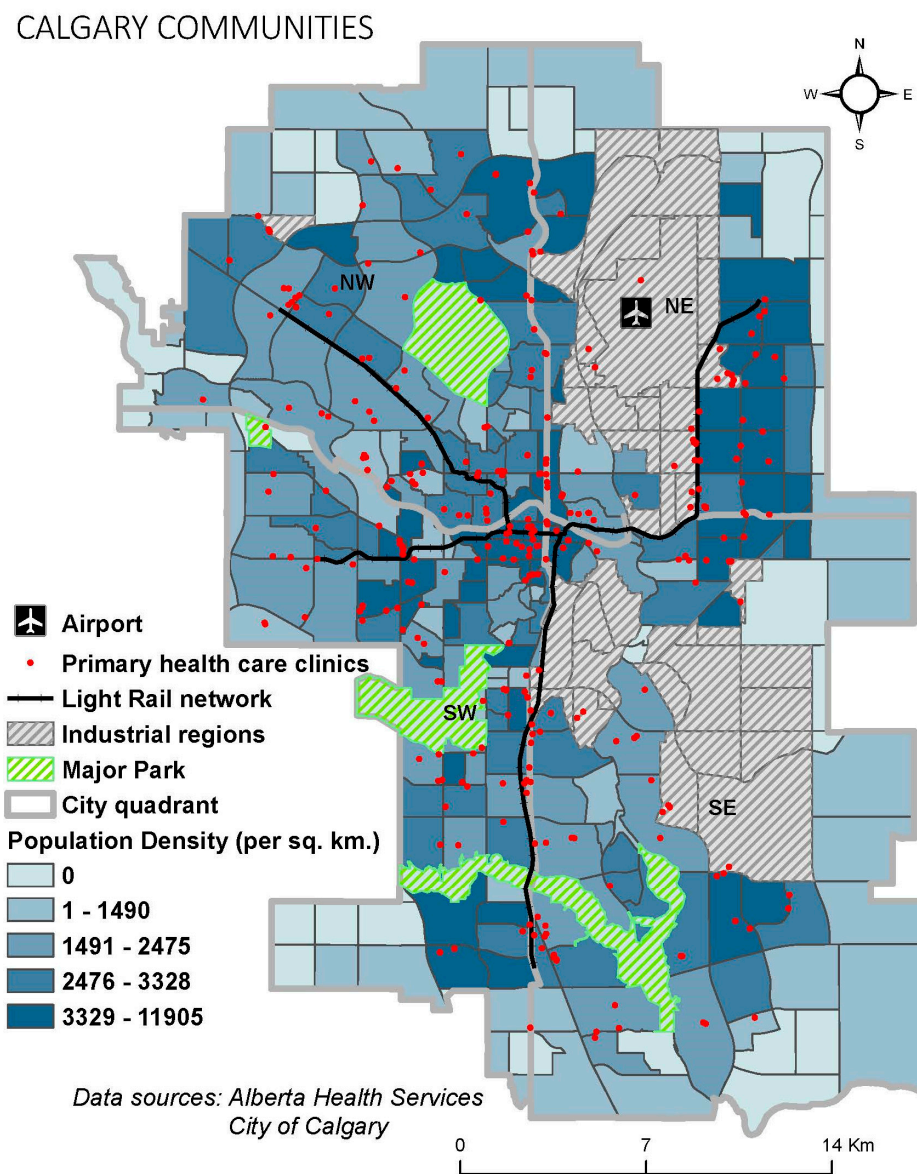 CALGARY COMMUNITIES
N
W E
S
NW
NE
SW
SE
Airport
Primary health care clinics
Light Rail network
Industrial regions
Major Park
City quadrant
Population Density (per sq. km.)
0
1 - 1490
1491 - 2475
2476 - 3328
3329 - 11905
Data sources: Alberta Health Services
City of Calgary
0 7 14 Km